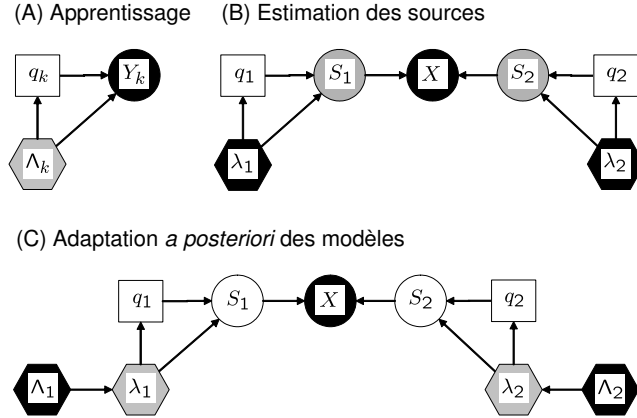 (A) Apprentissage
(B) Estimation des sources
q_k Y_k
Λ_k
q_1 S_1 X S_2 q_2
λ_1 λ_2
(C) Adaptation a posteriori des modèles
q_1 S_1 X S_2 q_2
Λ_1 λ_1 λ_2 Λ_2